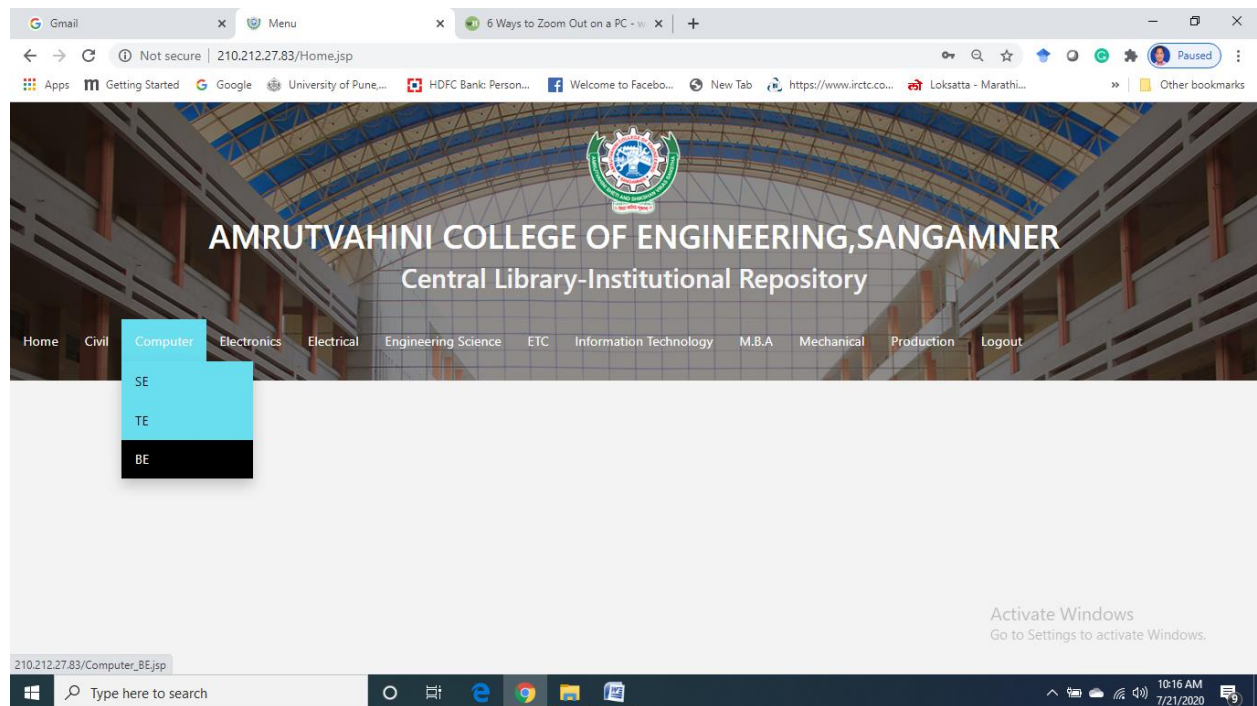 Gmail
Menu
6 Ways to Zoom Out on a PC - w
Not secure | 210.212.27.83/Home.jsp
Paused
Apps
Getting Started
Google
University of Pune,...
HDFC Bank: Person...
Welcome to Facebo...
New Tab
https://www.irctc.co...
Loksatta - Marathi...
»
Other bookmarks
AMRUTVAHINI COLLEGE OF ENGINEERING,SANGAMNER
Central Library-Institutional Repository
Home Civil Computer Electronics Electrical Engineering Science ETC Information Technology M.B.A Mechanical Production Logout
SE
TE
BE
Activate Windows
Go to Settings to activate Windows.
210.212.27.83/Computer_BE.jsp
Type here to search
10:16 AM
7/21/2020
9